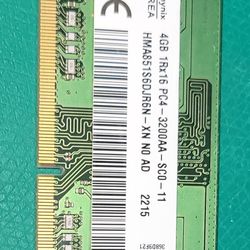 ynix
REA
4GB 1Rx16 PC4-3200AA-SC0-11
HMA851S6DJR6N-XN N0 AD
2215